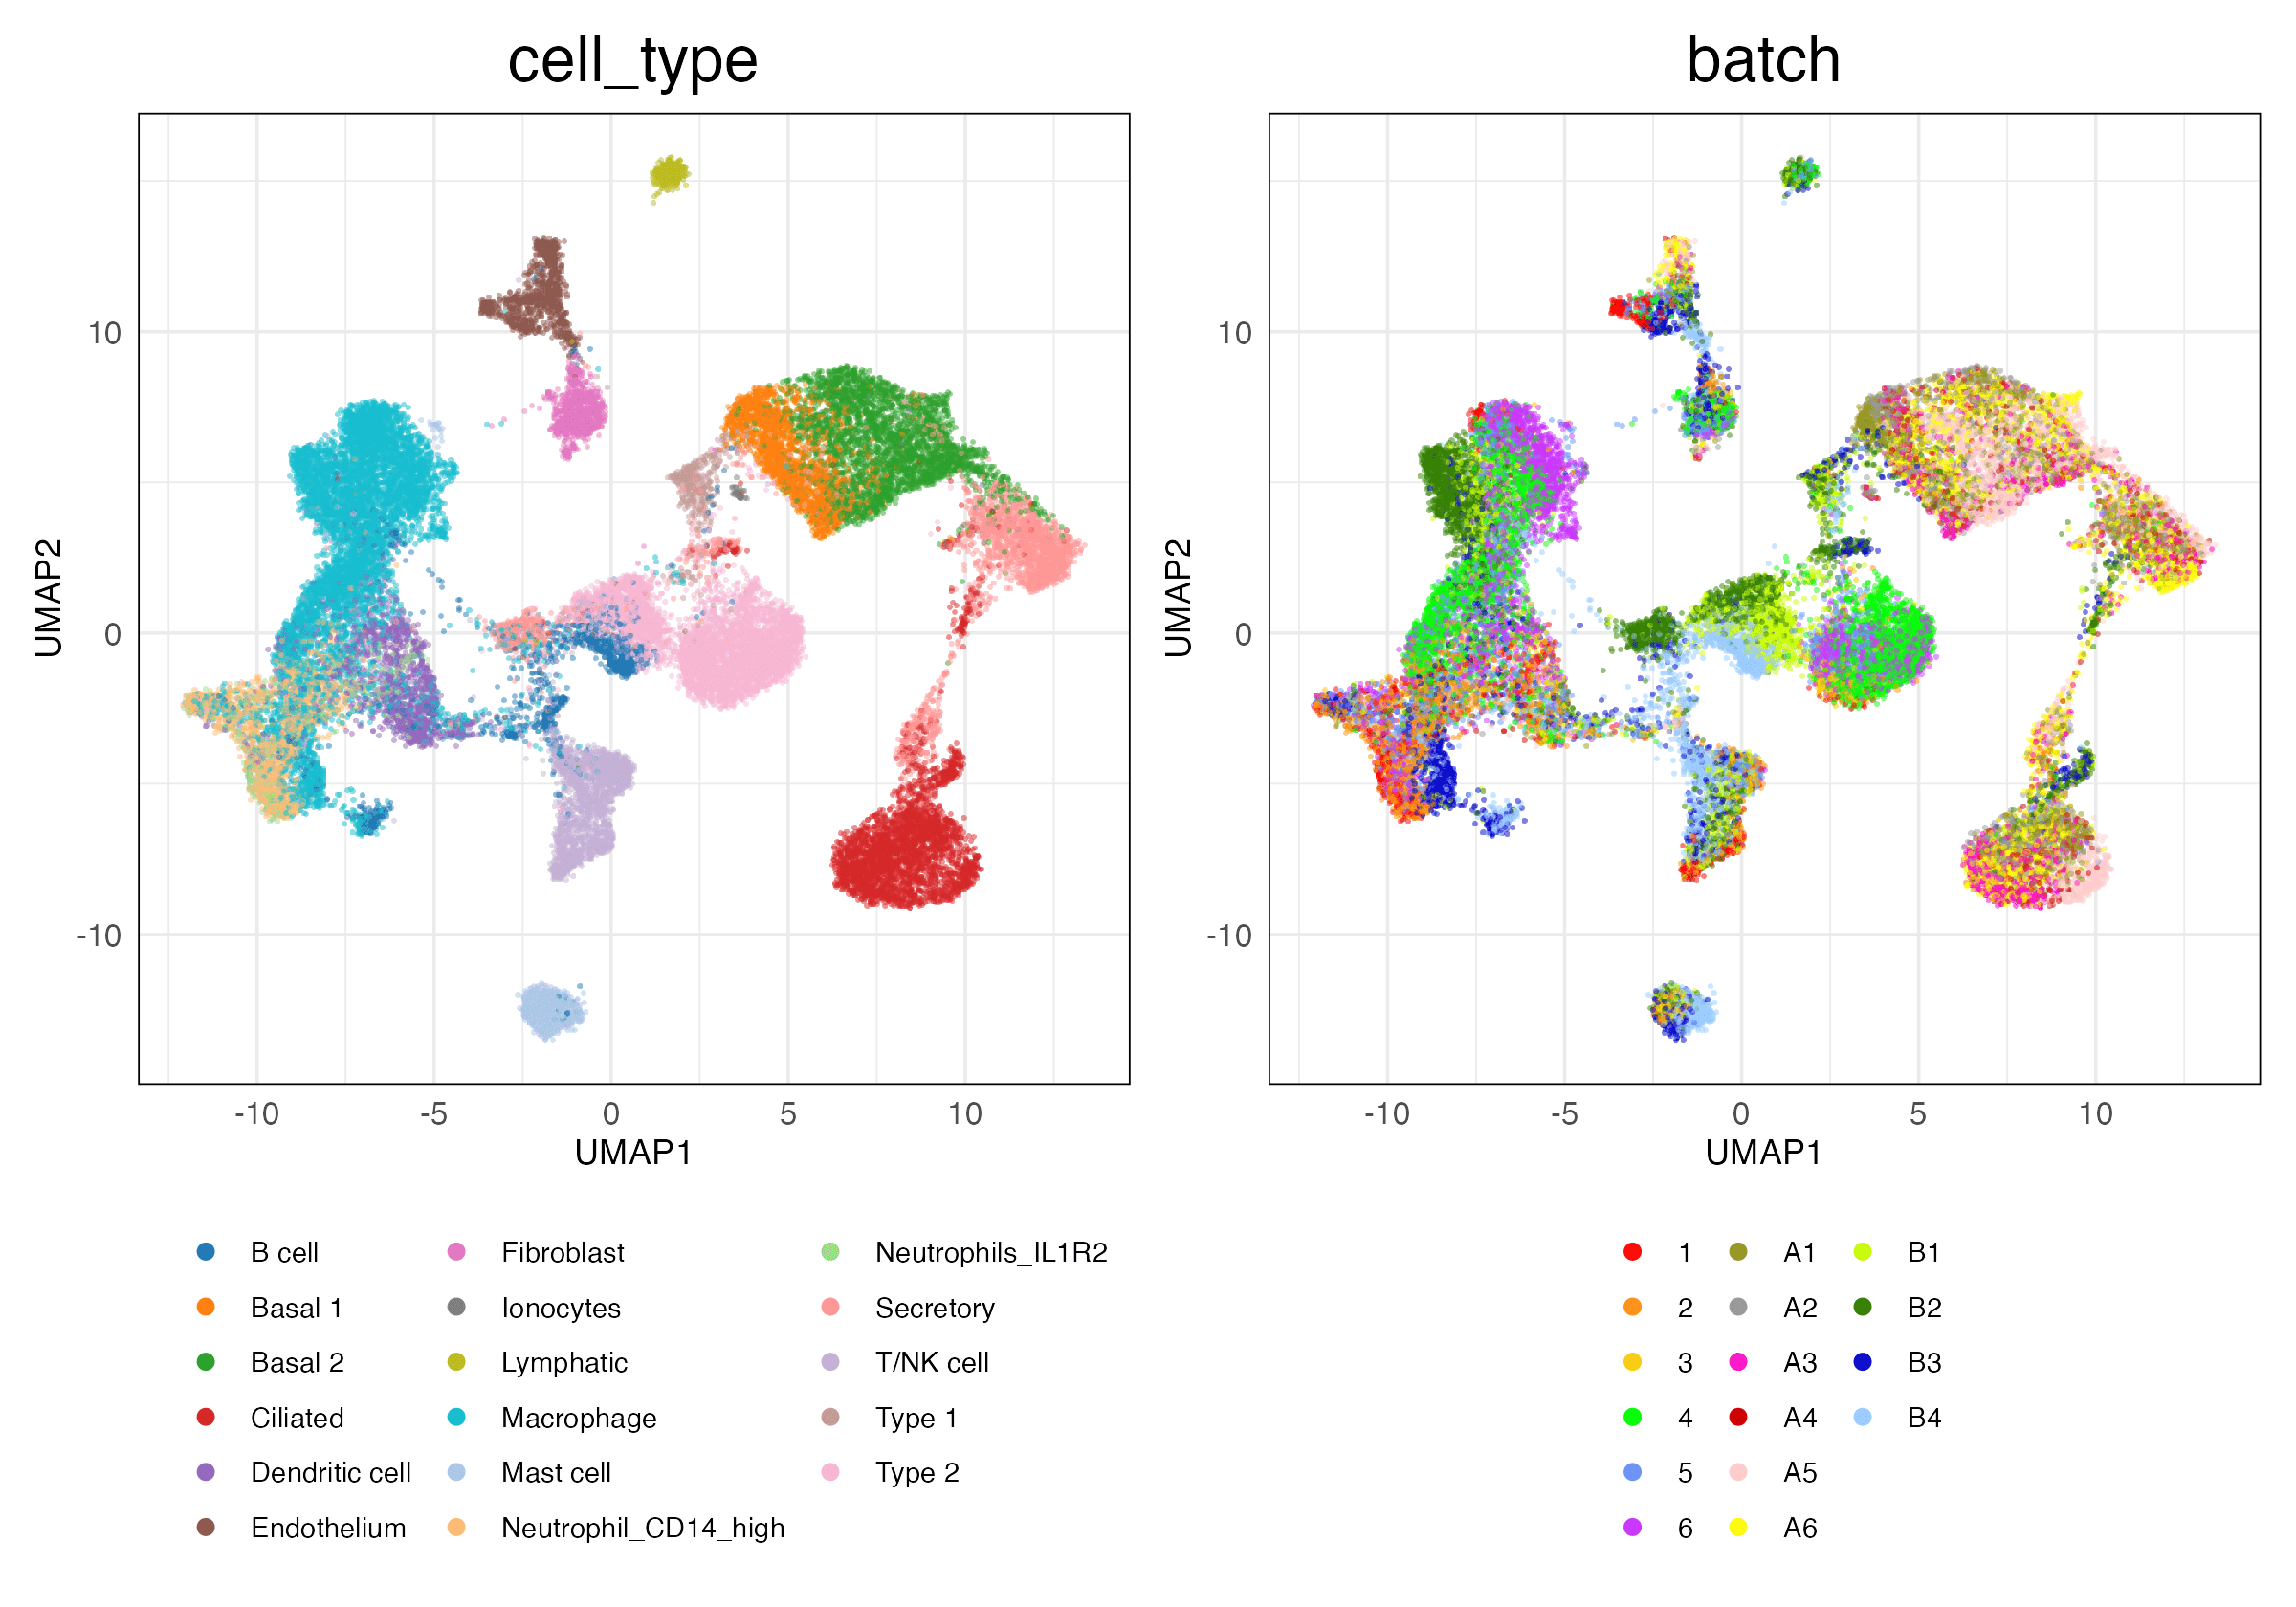 cell_type
batch
UMAP2
10
0
-10
-10 -5 0 5 10
UMAP1
UMAP2
10
0
-10
-10 -5 0 5 10
UMAP1
B cell
Basal 1
Basal 2
Ciliated
Dendritic cell
Endothelium
Fibroblast
Ionocytes
Lymphatic
Macrophage
Mast cell
Neutrophil_CD14_high
Neutrophils_IL1R2
Secretory
T/NK cell
Type 1
Type 2
1
2
3
4
5
6
A1
A2
A3
A4
A5
A6
B1
B2
B3
B4